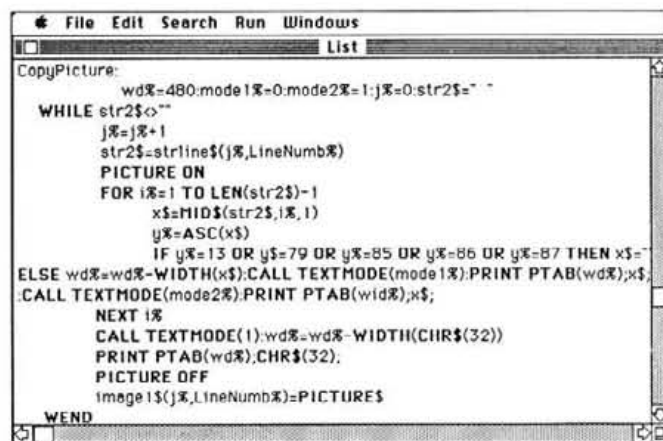 File Edit Search Run Windows
List
CopyPicture:
wd%=480:mode1%=0:mode2%=1:j%=0:str2$=" "
WHILE str2$<>""
j%=j%+1
str2$=strline$(j%,LineNumb%)
PICTURE ON
FOR i%=1 TO LEN(str2$)-1
x$=MID$(str2$,i%,1)
y%=ASC(x$)
IF y%=13 OR y$=79 OR y%=85 OR y%=86 OR y%=87 THEN x$=""
ELSE wd%=wd%-WIDTH(x$):CALL TEXTMODE(mode1%):PRINT PTAB(wd%);x$;
:CALL TEXTMODE(mode2%):PRINT PTAB(wid%);x$;
NEXT i%
CALL TEXTMODE(1):wd%=wd%-WIDTH(CHR$(32))
PRINT PTAB(wd%);CHR$(32);
PICTURE OFF
image1$(j%,LineNumb%)=PICTURE$
WEND